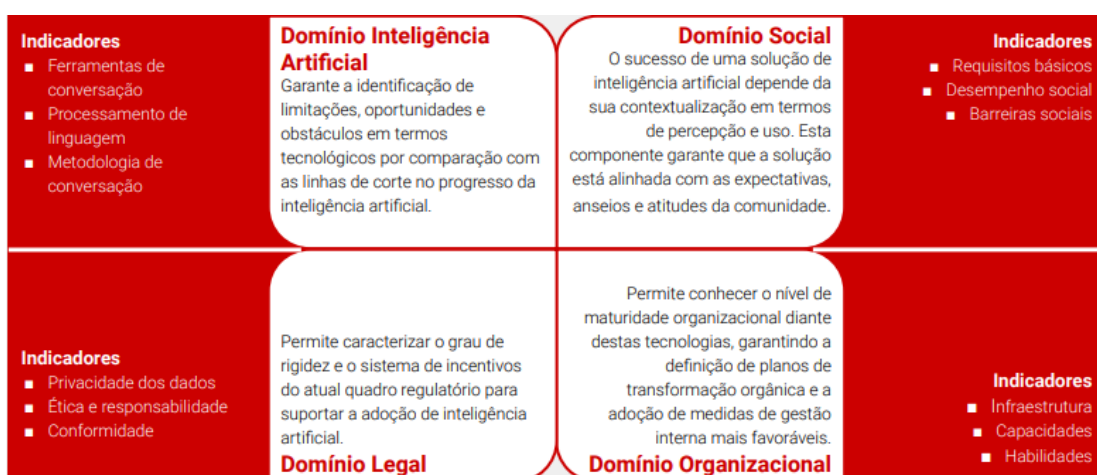 Indicadores
▪ Ferramentas de
conversação
▪ Processamento de
linguagem
▪ Metodologia de
conversação
Domínio Inteligência
Artificial
Garante a identificação de
limitações, oportunidades e
obstáculos em termos
tecnológicos por comparação com
as linhas de corte no progresso da
inteligência artificial.
Domínio Social
O sucesso de uma solução de
inteligência artificial depende da
sua contextualização em termos
de percepção e uso. Esta
componente garante que a solução
está alinhada com as expectativas,
anseios e atitudes da comunidade.
Indicadores
▪ Requisitos básicos
▪ Desempenho social
▪ Barreiras sociais
Indicadores
▪ Privacidade dos dados
▪ Ética e responsabilidade
▪ Conformidade
Permite caracterizar o grau de
rigidez e o sistema de incentivos
do atual quadro regulatório para
suportar a adoção de inteligência
artificial.
Domínio Legal
Permite conhecer o nível de
maturidade organizacional diante
destas tecnologias, garantindo a
definição de planos de
transformação orgânica e a
adoção de medidas de gestão
interna mais favoráveis.
Domínio Organizacional
Indicadores
▪ Infraestrutura
▪ Capacidades
▪ Habilidades